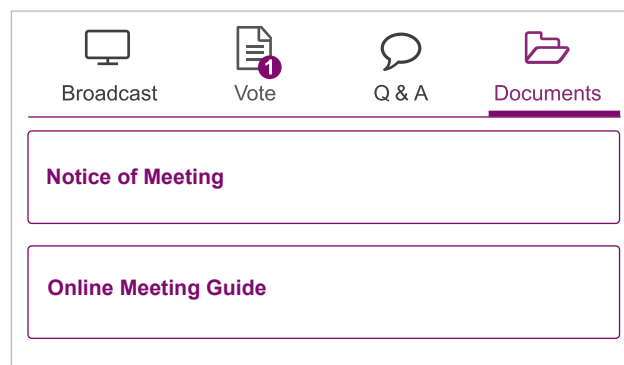 1
Broadcast Vote Q & A Documents
Notice of Meeting
Online Meeting Guide